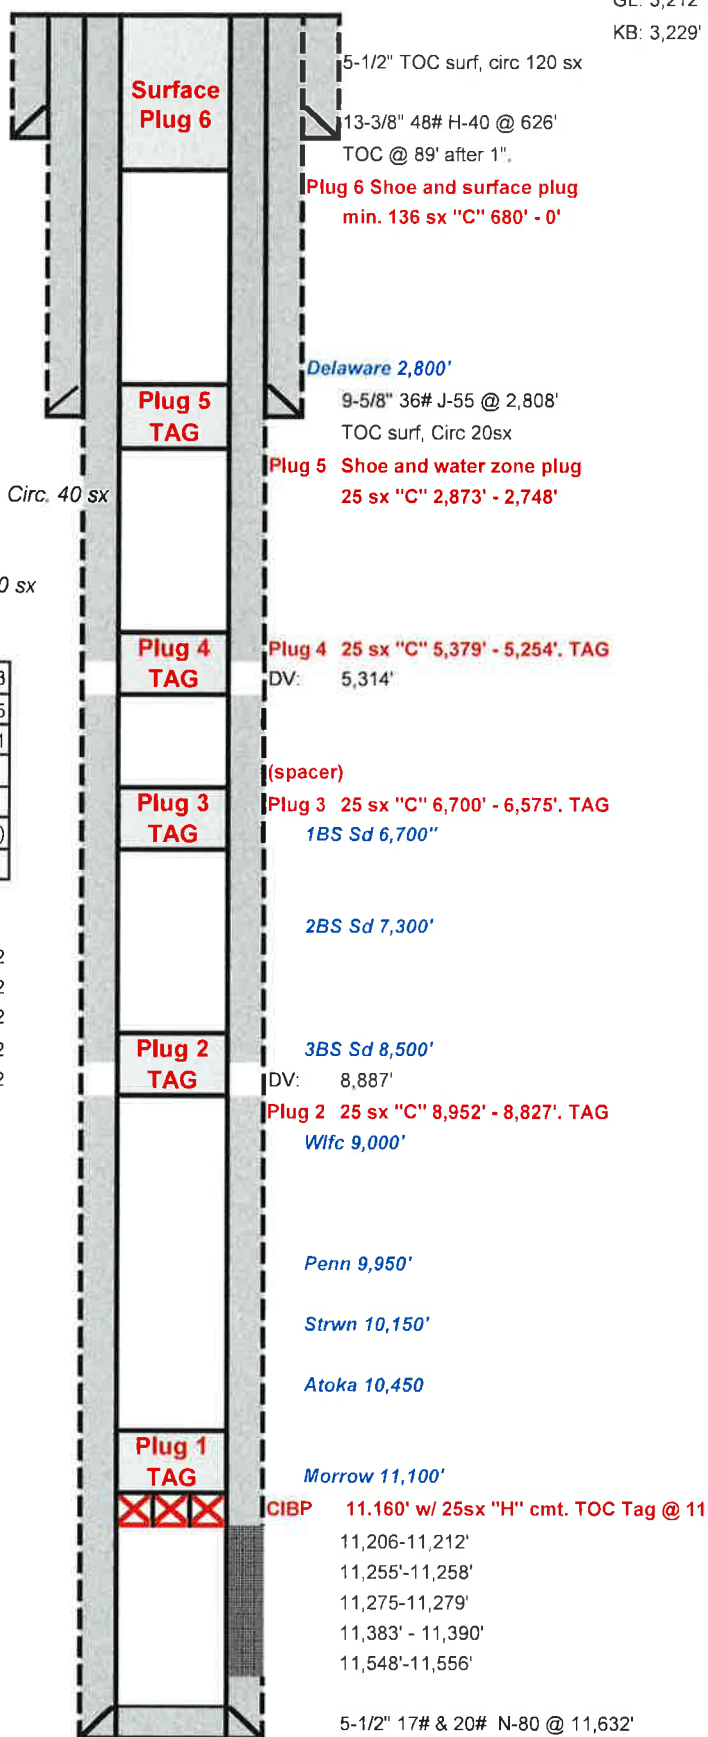 GL: 3,212'
KB: 3,229'
5-1/2" TOC surf, circ 120 sx
Surface
Plug 6
13-3/8" 48# H-40 @ 626'
TOC @ 89' after 1".
Plug 6 Shoe and surface plug
min. 136 sx "C" 680' - 0'
Delaware 2,800'
Plug 5
TAG
9-5/8" 36# J-55 @ 2,808'
TOC surf, Circ 20sx
Plug 5 Shoe and water zone plug
Circ. 40 sx
25 sx "C" 2,873' - 2,748'
0 sx
Plug 4
TAG
Plug 4 25 sx "C" 5,379' - 5,254'. TAG
DV: 5,314'
(spacer)
Plug 3
TAG
Plug 3 25 sx "C" 6,700' - 6,575'. TAG
1BS Sd 6,700"
2BS Sd 7,300'
Plug 2
TAG
3BS Sd 8,500'
DV: 8,887'
Plug 2 25 sx "C" 8,952' - 8,827'. TAG
Wlfc 9,000'
Penn 9,950'
Strwn 10,150'
Atoka 10,450
Plug 1
TAG
Morrow 11,100'
CIBP 11.160' w/ 25sx "H" cmt. TOC Tag @ 11
11,206-11,212'
11,255'-11,258'
11,275-11,279'
11,383' - 11,390'
11,548'-11,556'
5-1/2" 17# & 20# N-80 @ 11,632'